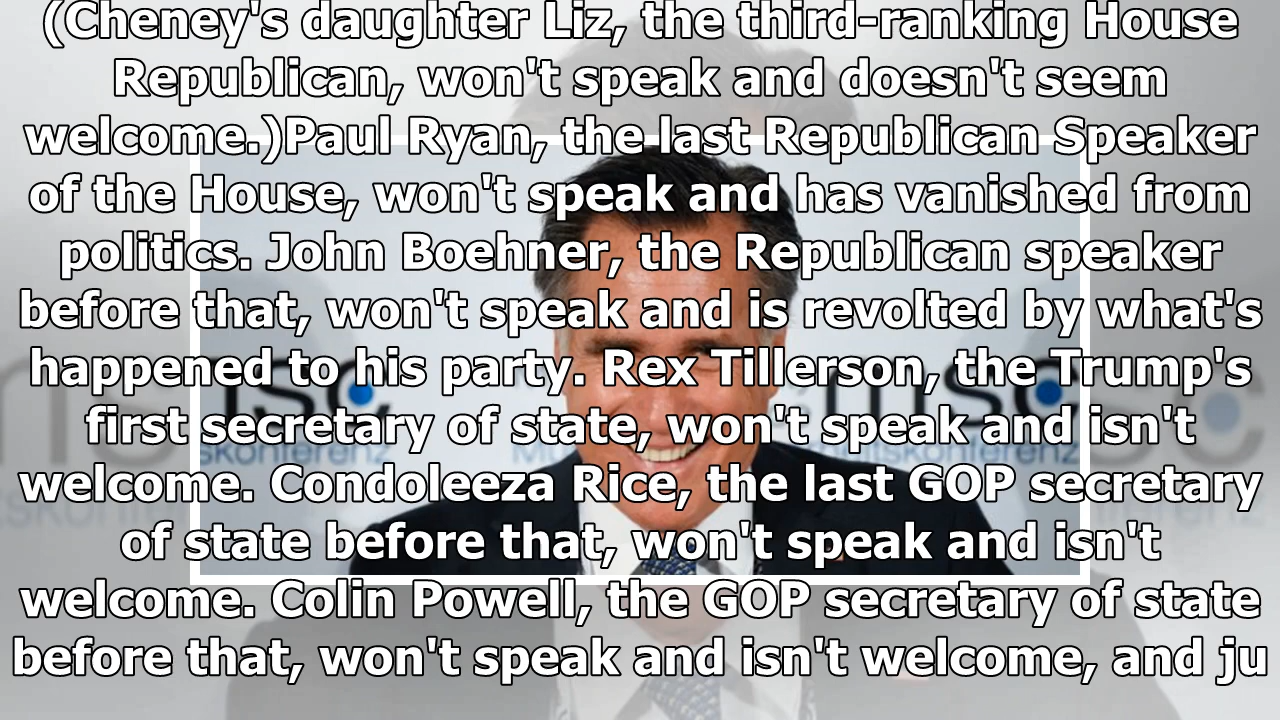 (Cheney's daughter Liz, the third-ranking House
Republican, won't speak and doesn't seem
welcome.)Paul Ryan, the last Republican Speaker
of the House, won't speak and has vanished from
politics. John Boehner, the Republican speaker
before that, won't speak and is revolted by what's
happened to his party. Rex Tillerson, the Trump's
first secretary of state, won't speak and isn't
welcome. Condoleeza Rice, the last GOP secretary
of state before that, won't speak and isn't
welcome. Colin Powell, the GOP secretary of state
before that, won't speak and isn't welcome, and ju
msc
skonferenz